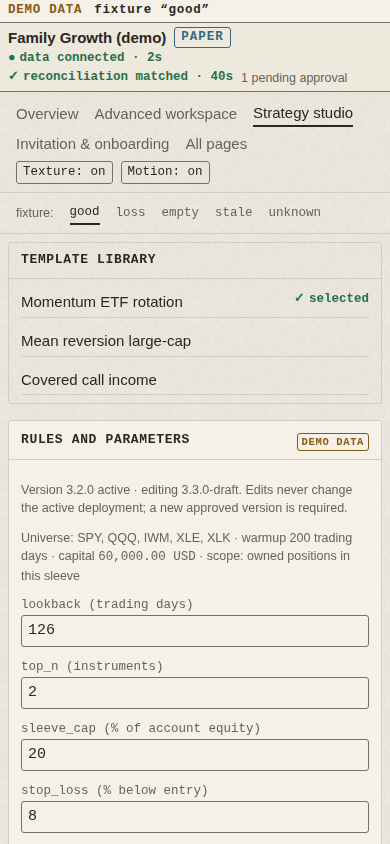 DEMO DATA fixture “good”
Family Growth (demo) PAPER
● data connected · 2s
✓ reconciliation matched · 40s 1 pending approval
Overview Advanced workspace Strategy studio
Invitation & onboarding All pages
Texture: on Motion: on
fixture: good loss empty stale unknown
TEMPLATE LIBRARY
Momentum ETF rotation ✓ selected
Mean reversion large-cap
Covered call income
RULES AND PARAMETERS DEMO DATA
Version 3.2.0 active · editing 3.3.0-draft. Edits never change
the active deployment; a new approved version is required.
Universe: SPY, QQQ, IWM, XLE, XLK · warmup 200 trading
days · capital 60,000.00 USD · scope: owned positions in
this sleeve
lookback (trading days)
126
top_n (instruments)
2
sleeve_cap (% of account equity)
20
stop_loss (% below entry)
8